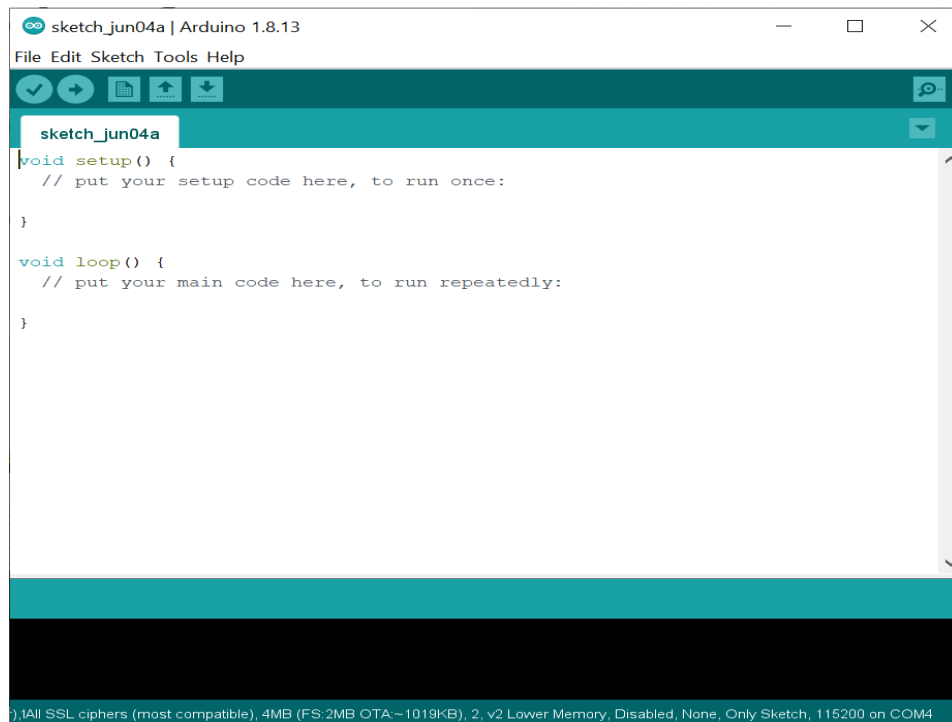 sketch_jun04a | Arduino 1.8.13
File Edit Sketch Tools Help
sketch_jun04a
void setup() {
  // put your setup code here, to run once:
}
void loop() {
  // put your main code here, to run repeatedly:
}
),1All SSL ciphers (most compatible), 4MB (FS:2MB OTA:~1019KB), 2, v2 Lower Memory, Disabled, None, Only Sketch, 115200 on COM4